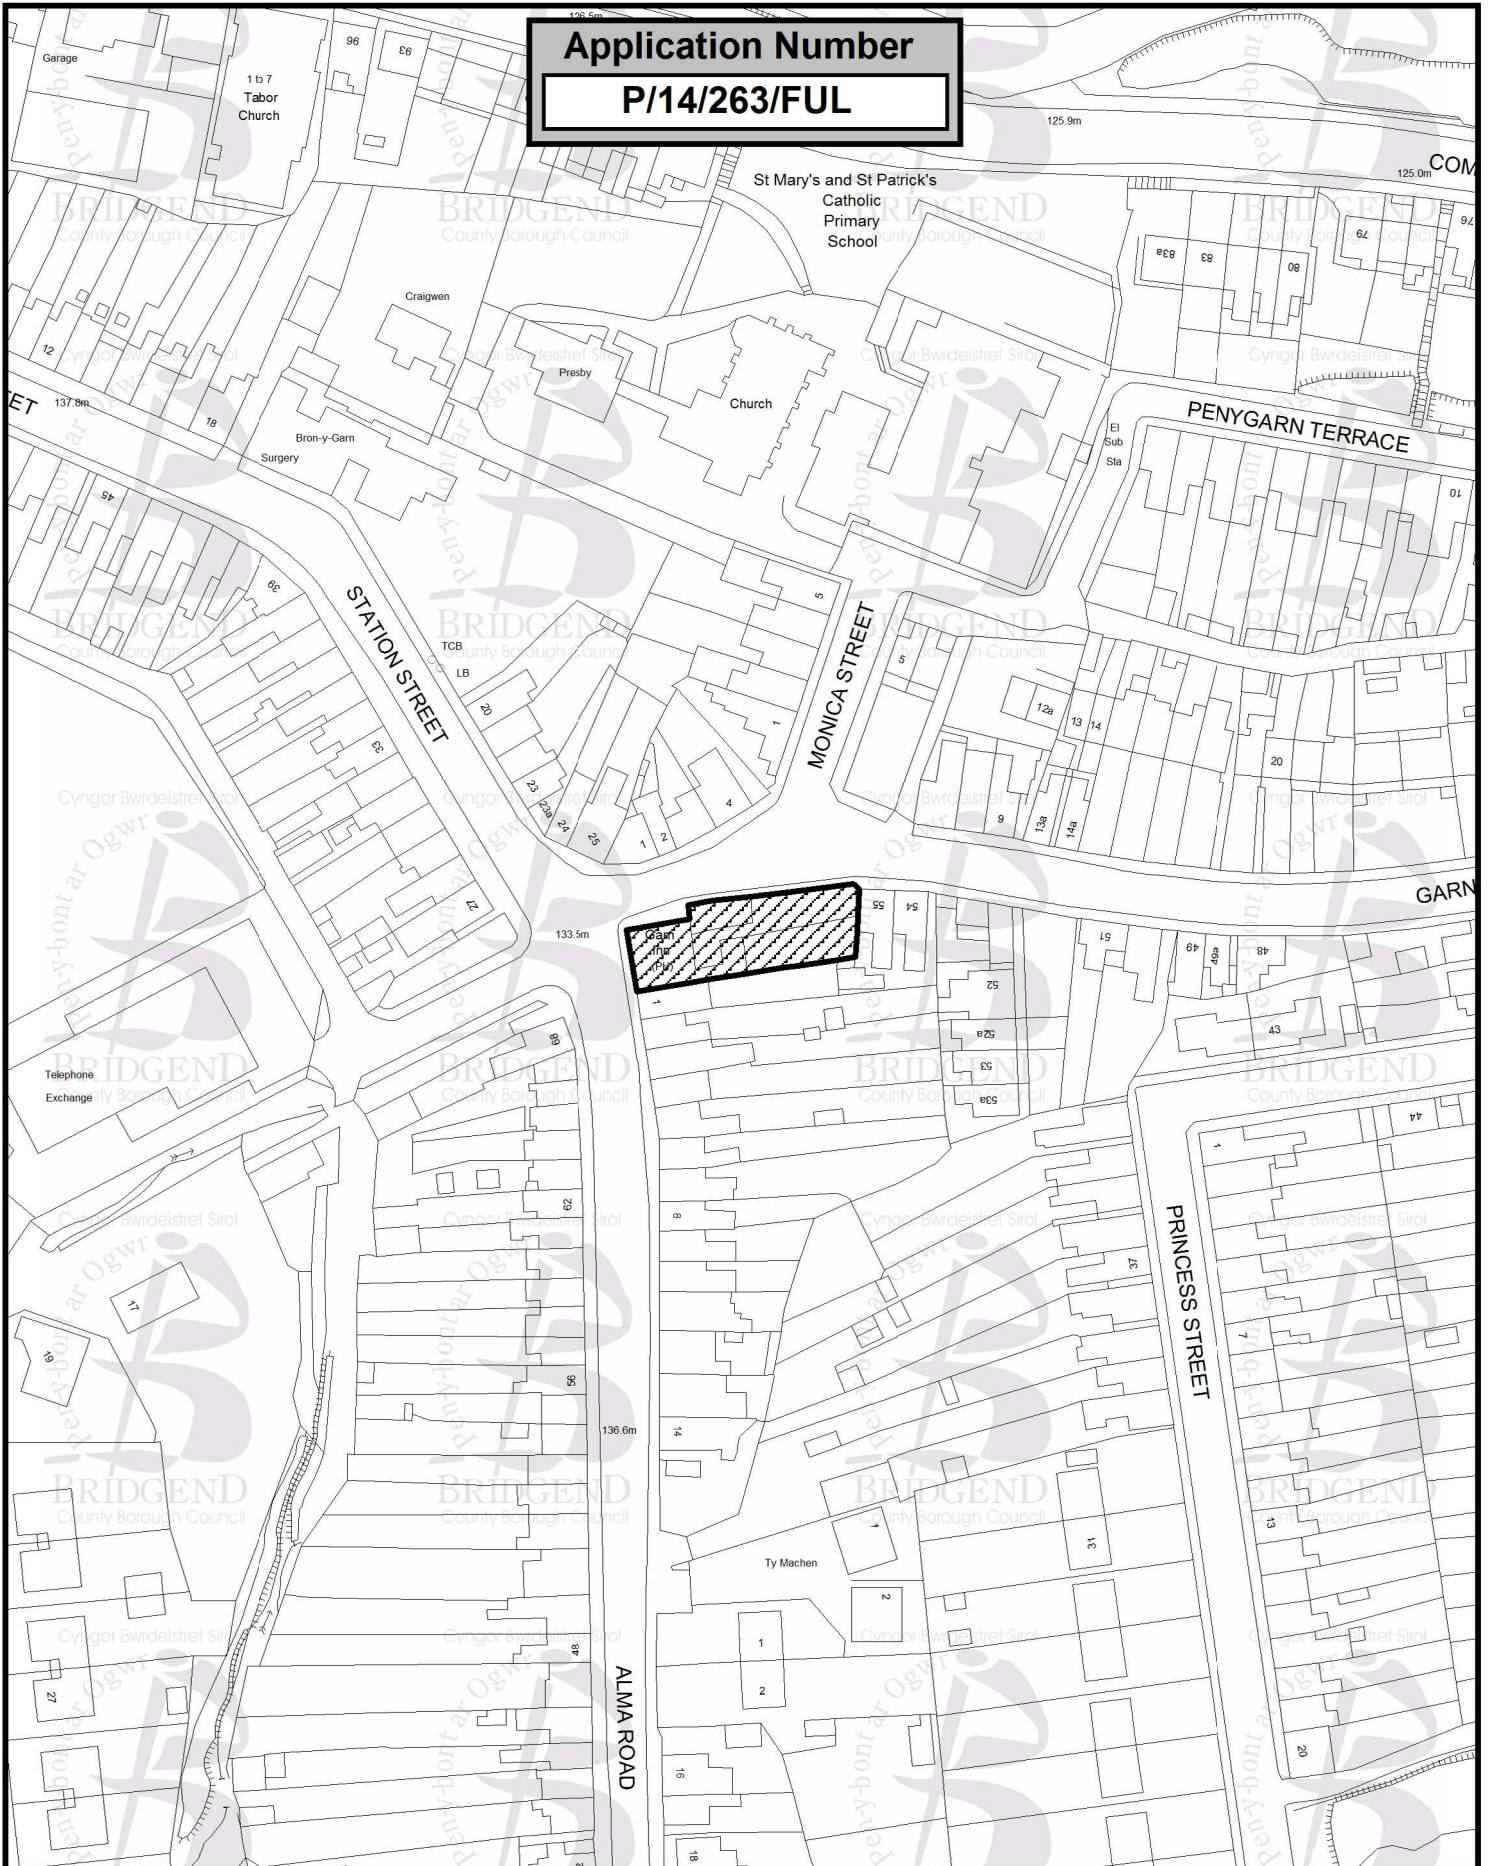 Application Number
P/14/263/FUL
126.5m
Garage
1 to 7
Tabor
Church
96
93
125.9m
125.0m
COM
St Mary's and St Patrick's
Catholic
Primary
School
83a
83
80
79
76
Craigwen
Presby
Church
12
ET
137.8m
18
Bron-y-Garn
Surgery
El
Sub
Sta
PENYGARN TERRACE
10
45
39
STATION STREET
TCB
LB
20
33
23
23a
24
25
1
2
4
1
5
MONICA STREET
5
12a
13
14
20
9
13a
14a
27
133.5m
Garn
Inn
(PH)
55
54
GARN
51
49
49a
48
1
52
52a
53
53a
43
44
68
Telephone
Exchange
62
8
1
37
PRINCESS STREET
7
17
19
56
136.6m
14
13
31
Ty Machen
1
2
1
2
48
27
ALMA ROAD
16
18
20
Pen-y-bont ar Ogwr
BRIDGEND
County Borough Council
Cyngor Bwrdeistref Sirol